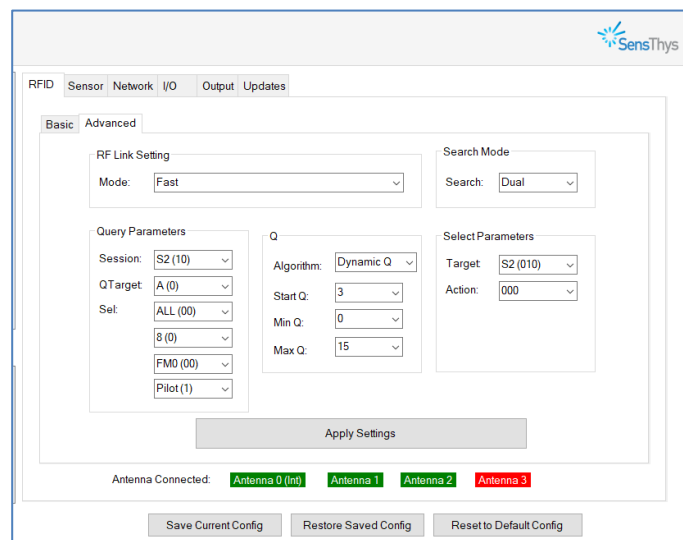 SensThys
RFID Sensor Network I/O Output Updates
Basic Advanced
RF Link Setting
Mode: Fast
Search Mode
Search: Dual
Query Parameters
Session: S2 (10)
QTarget: A (0)
Sel: ALL (00)
8 (0)
FM0 (00)
Pilot (1)
Q
Algorithm: Dynamic Q
Start Q: 3
Min Q: 0
Max Q: 15
Select Parameters
Target: S2 (010)
Action: 000
Apply Settings
Antenna Connected: Antenna 0 (Int) Antenna 1 Antenna 2 Antenna 3
Save Current Config Restore Saved Config Reset to Default Config